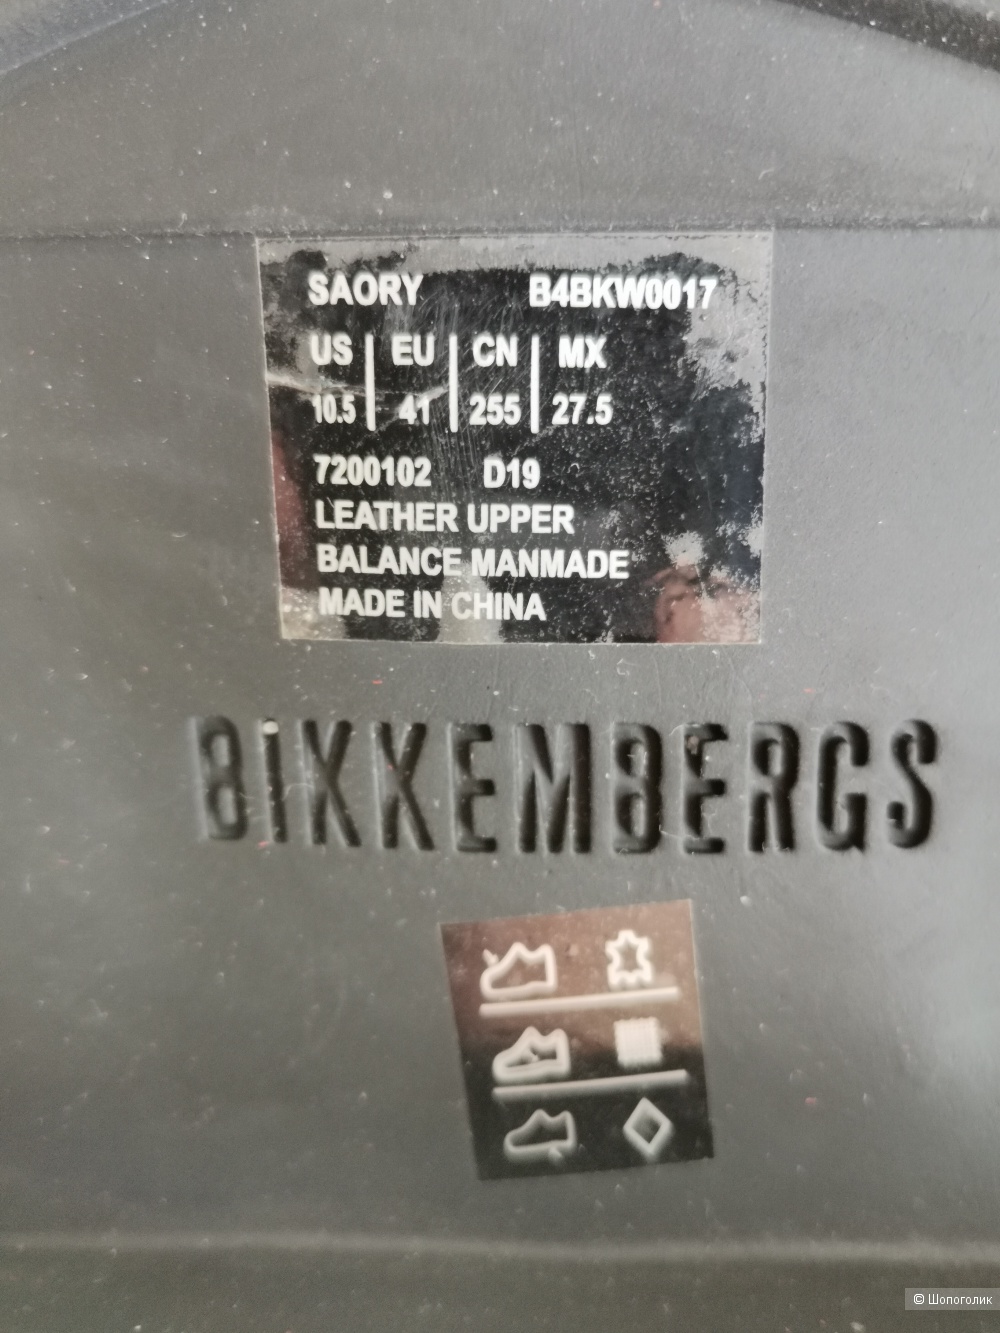 SAORY B4BKW0017
US | EU | CN | MX
10.5 | 41 | 255 | 27.5
7200102 D19
LEATHER UPPER
BALANCE MANMADE
MADE IN CHINA
BIKKEMBERGS
© Шопоголик